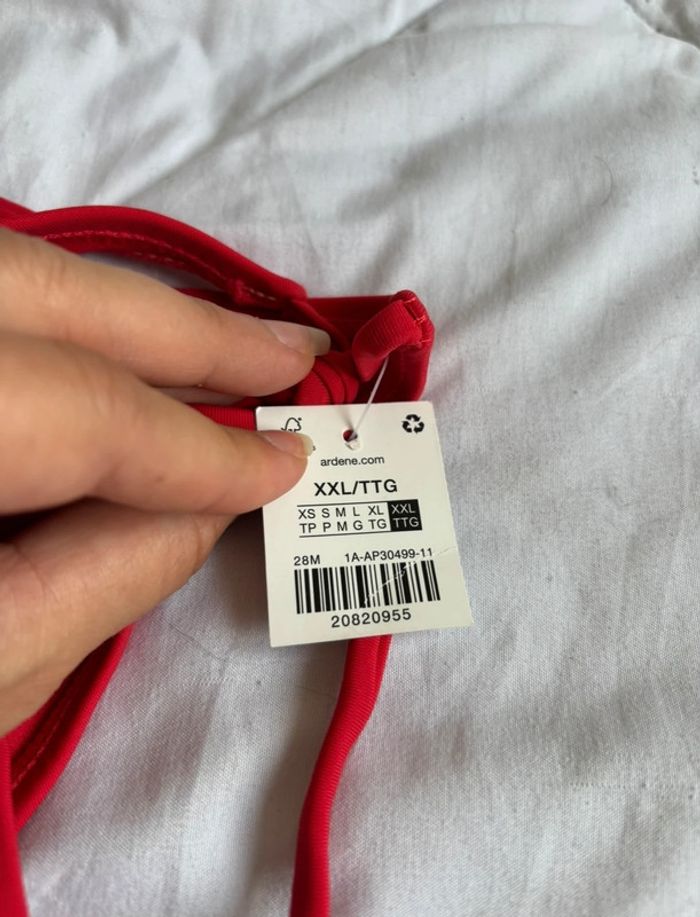 ardene.com
XXL/TTG
XS S M L XL XXL
TP P M G TG TTG
28M 1A-AP30499-11
20820955